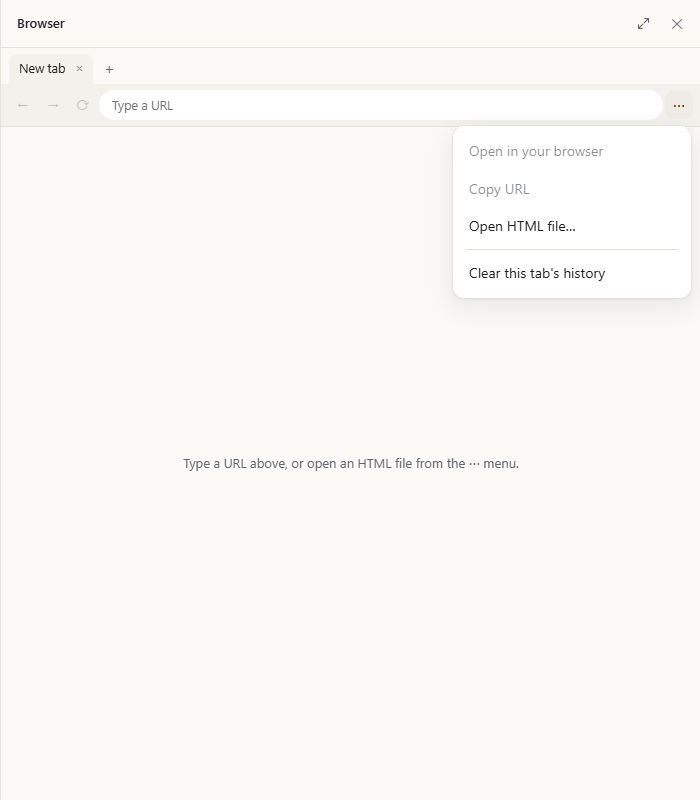 Browser
New tab
Type a URL
Open in your browser
Copy URL
Open HTML file...
Clear this tab's history
Type a URL above, or open an HTML file from the ··· menu.